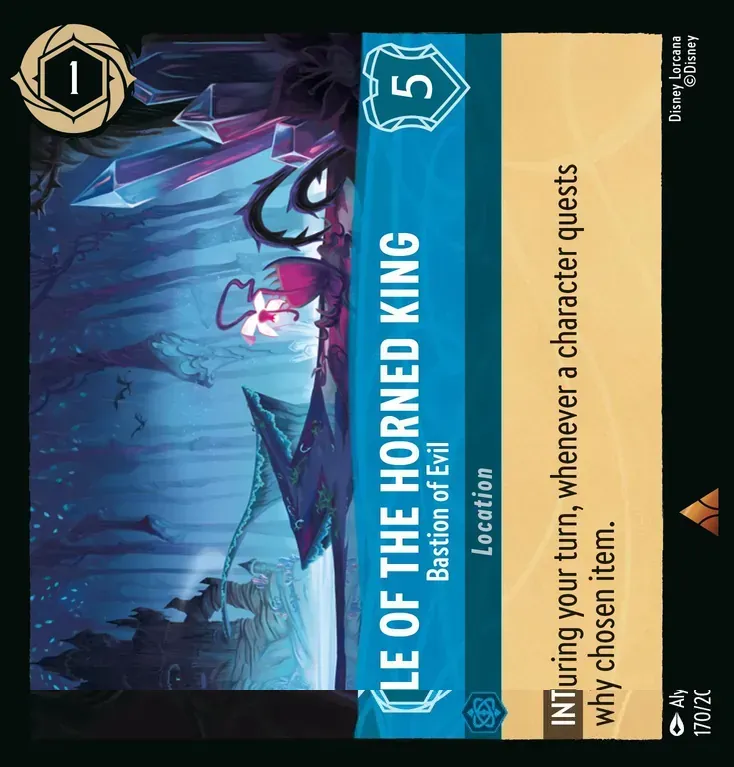 1
5
LE OF THE HORNED KING
Bastion of Evil
Location
INTuring your turn, whenever a character quests
why chosen item.
Aly
170/20
Disney Lorcana
©Disney